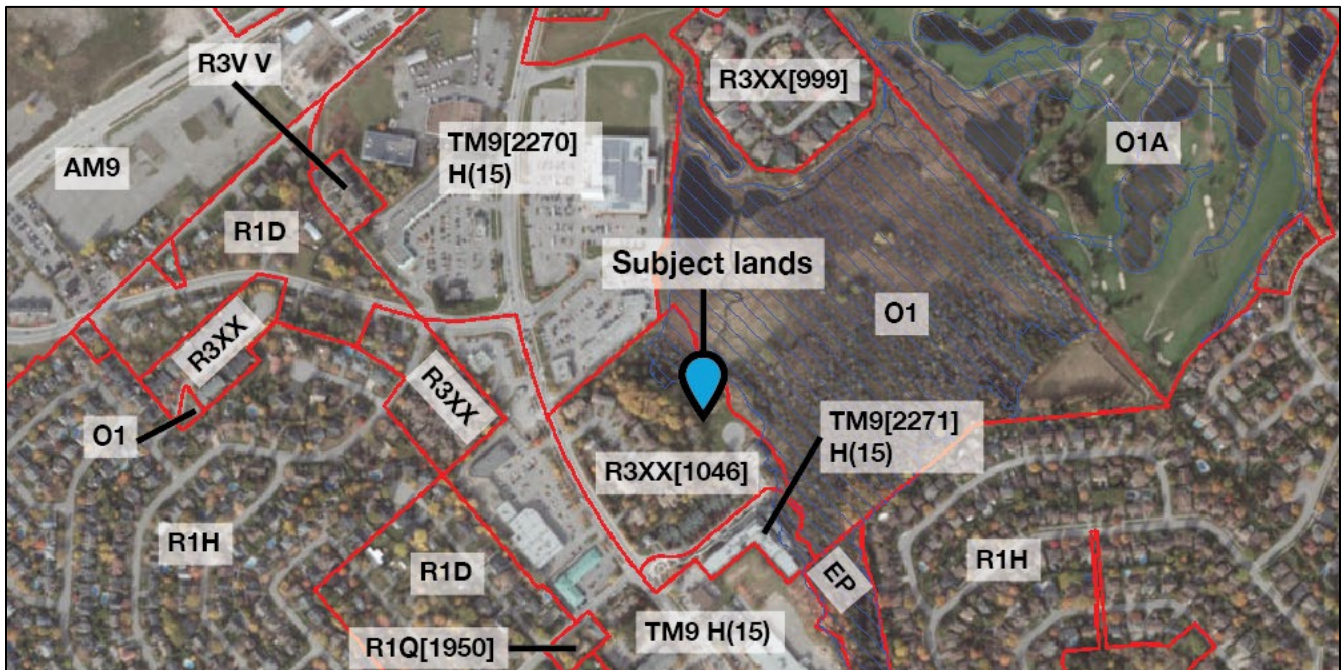 R3V V
R3XX[999]
TM9[2270]
H(15)
O1A
AM9
R1D
Subject lands
O1
R3XX
R3XX
TM9[2271]
H(15)
O1
R3XX[1046]
R1H
R1D
EP
R1H
R1Q[1950]
TM9 H(15)